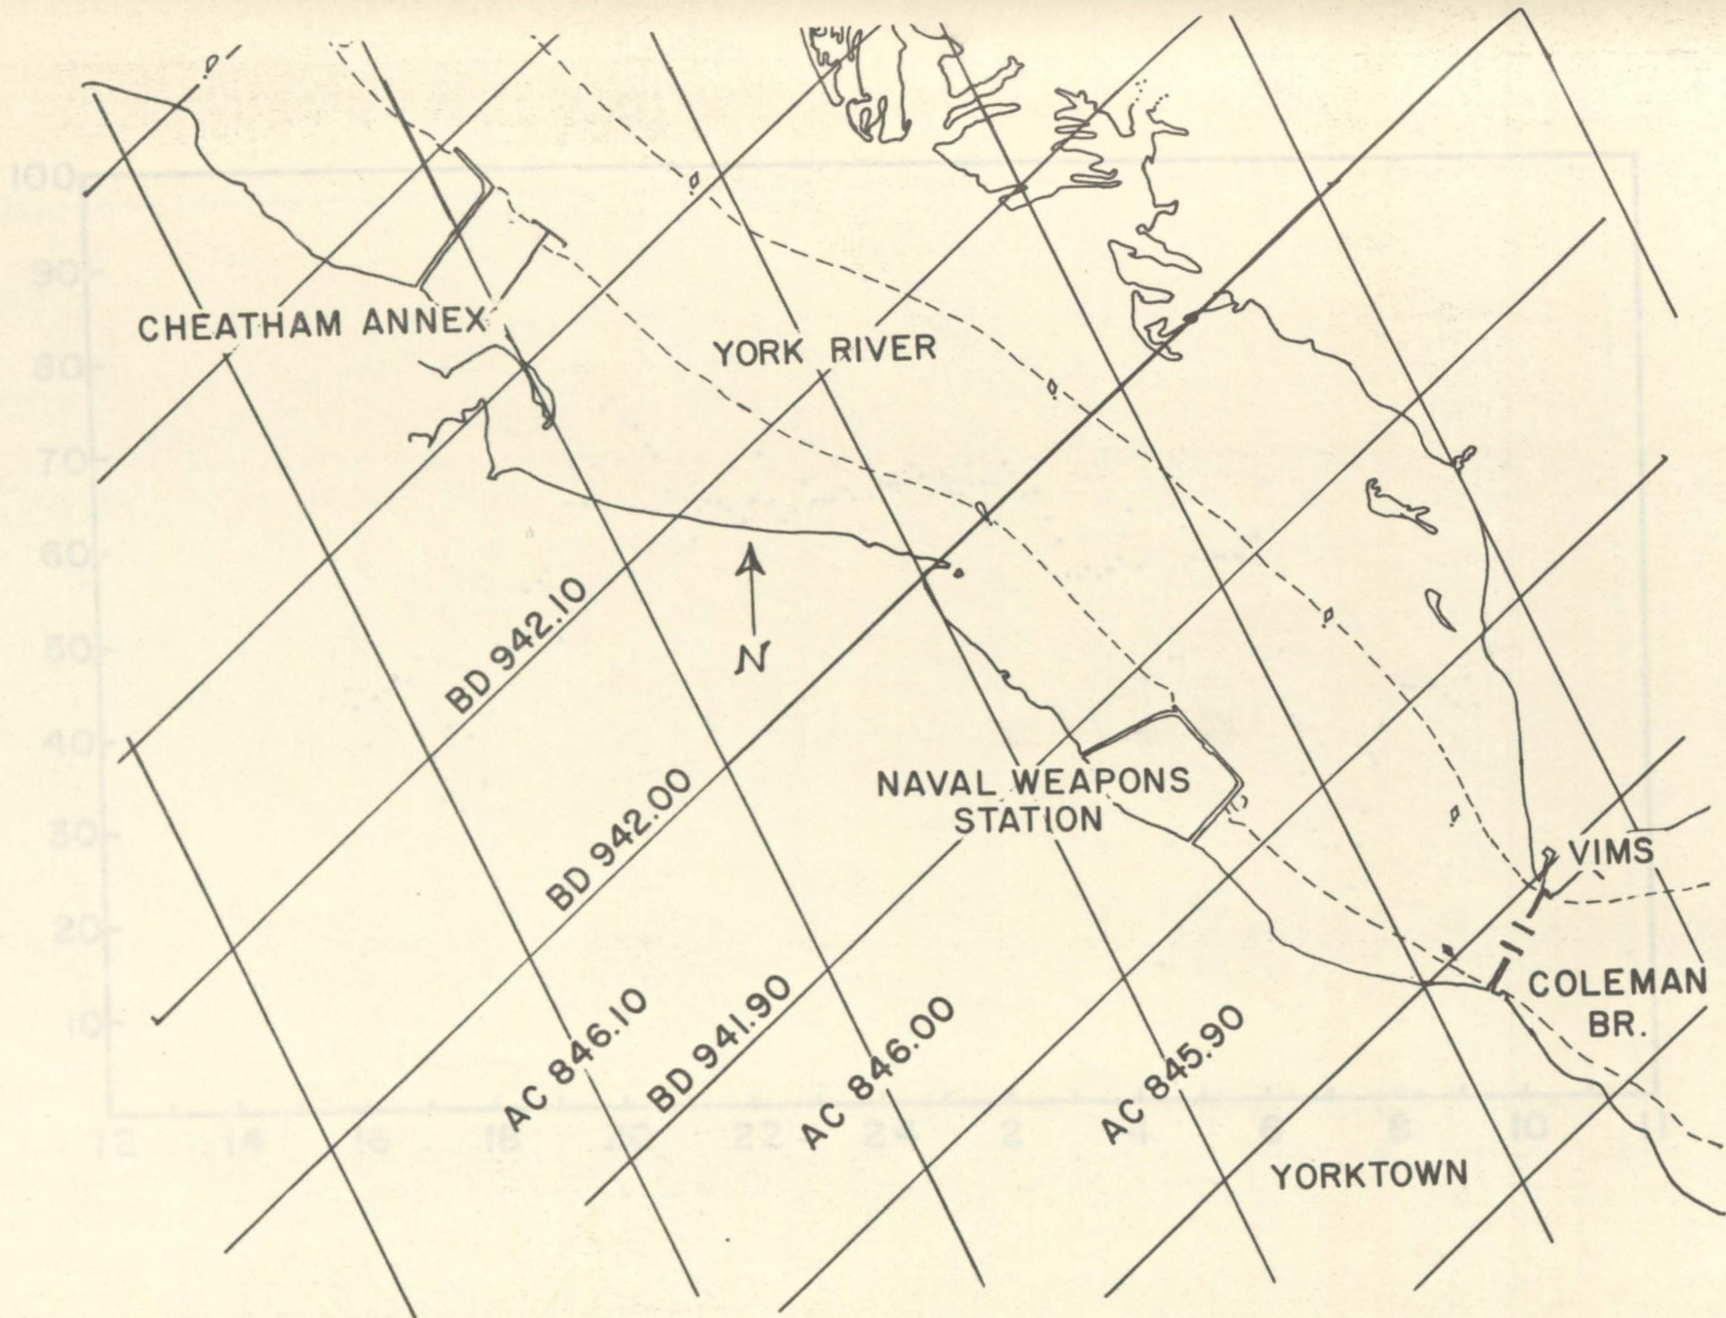 CHEATHAM ANNEX
YORK RIVER
BD 942.10
N
BD 942.00
NAVAL WEAPONS
STATION
VIMS
COLEMAN
BR.
AC 846.10
BD 941.90
AC 846.00
AC 845.90
YORKTOWN
100
90
80
70
60
50
40
30
20
10
12 14 16 18 20 22 24 2 4 6 8 10 11